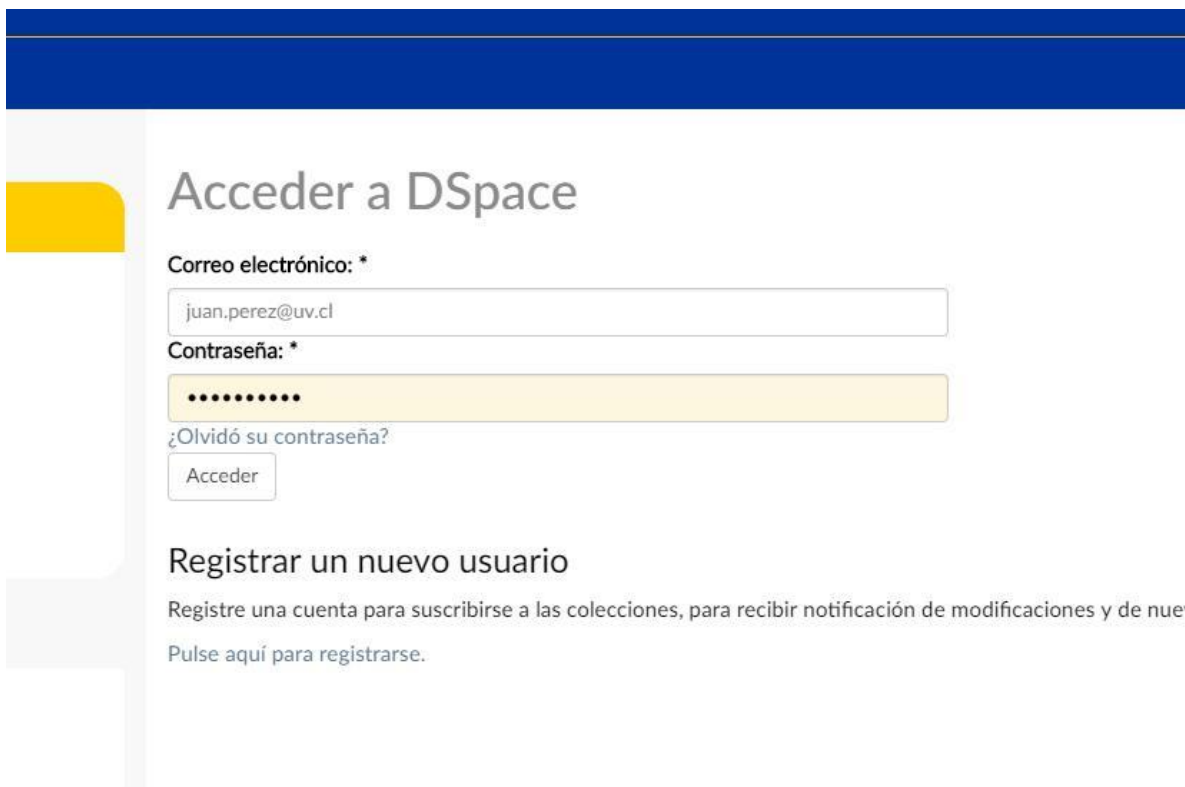 Acceder a DSpace
Correo electrónico: *
juan.perez@uv.cl
Contraseña: *
••••••••••
¿Olvidó su contraseña?
Acceder
Registrar un nuevo usuario
Registre una cuenta para suscribirse a las colecciones, para recibir notificación de modificaciones y de
Pulse aquí para registrarse.